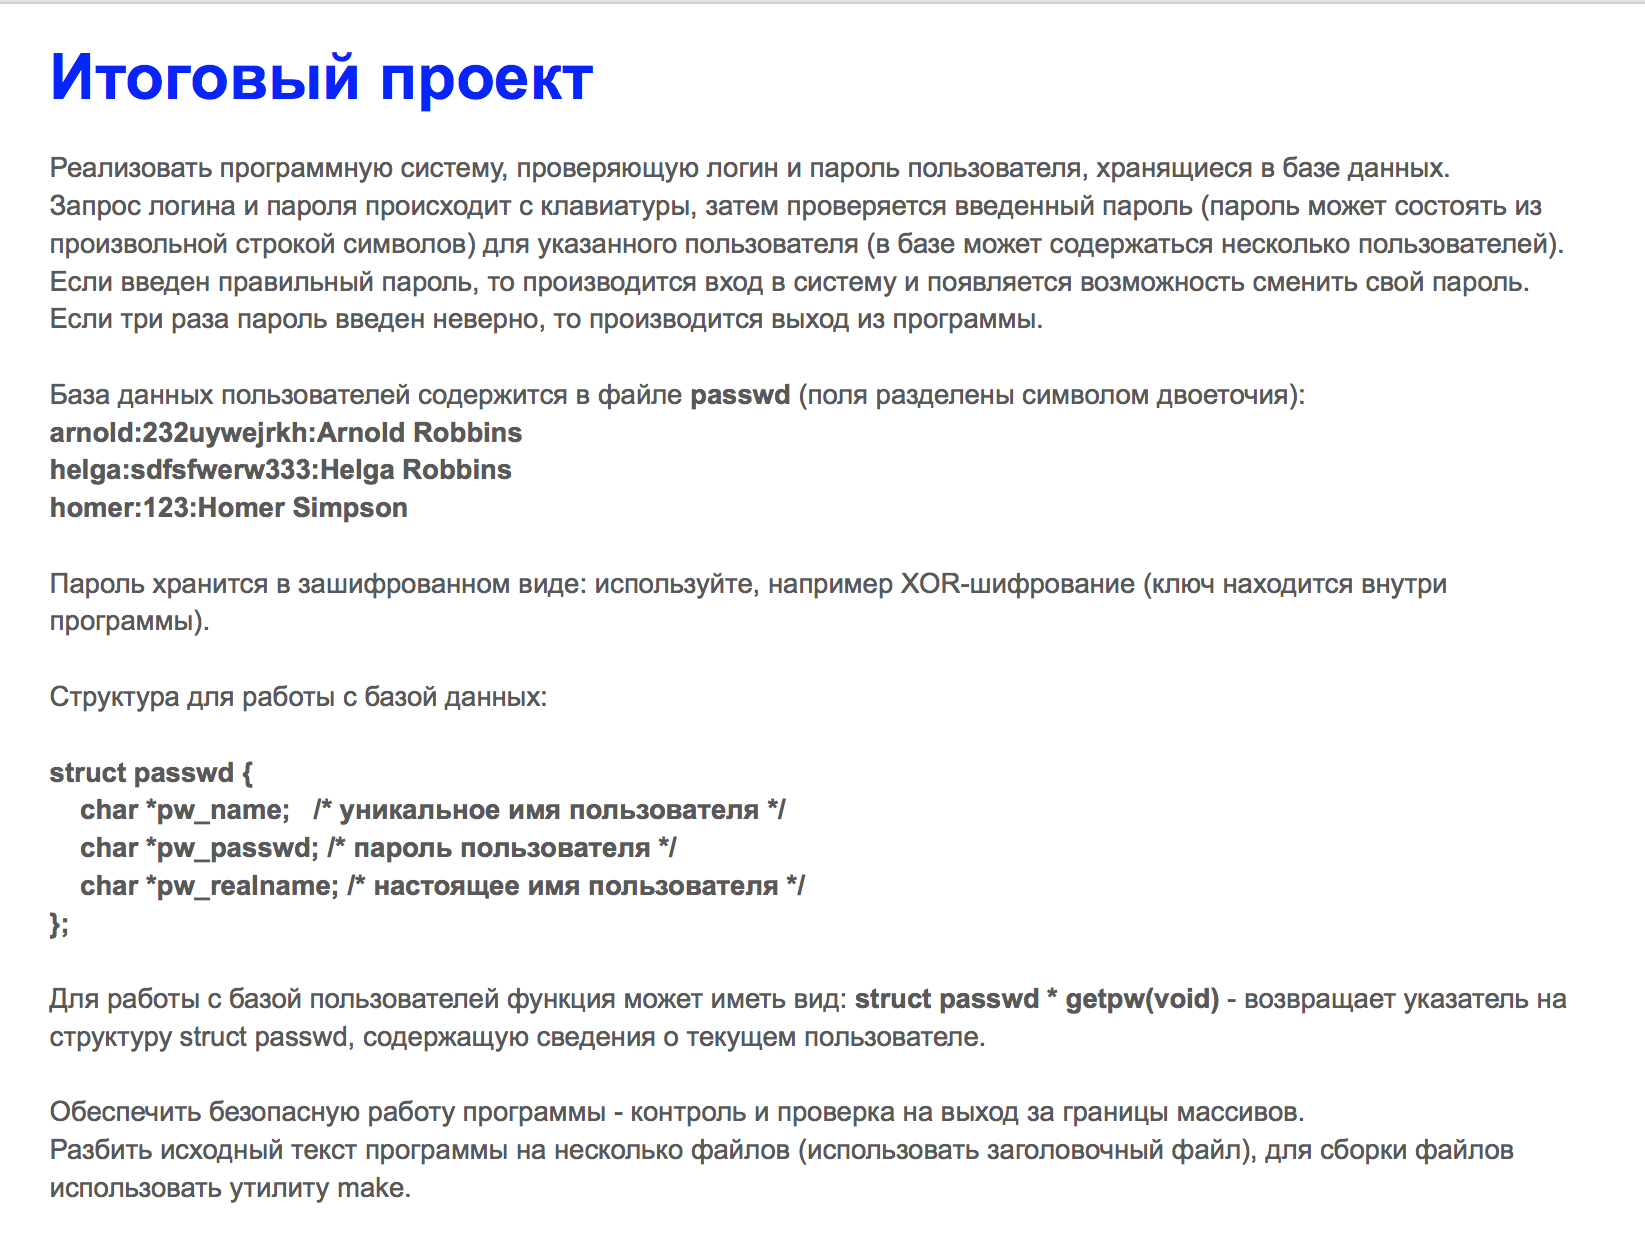 Итоговый проект
Реализовать программную систему, проверяющую логин и пароль пользователя, хранящиеся в базе данных.
Запрос логина и пароля происходит с клавиатуры, затем проверяется введенный пароль (пароль может состоять из
произвольной строкой символов) для указанного пользователя (в базе может содержаться несколько пользователей).
Если введен правильный пароль, то производится вход в систему и появляется возможность сменить свой пароль.
Если три раза пароль введен неверно, то производится выход из программы.
База данных пользователей содержится в файле passwd (поля разделены символом двоеточия):
arnold:232uywejrkh:Arnold Robbins
helga:sdfsfwerw333:Helga Robbins
homer:123:Homer Simpson
Пароль хранится в зашифрованном виде: используйте, например XOR-шифрование (ключ находится внутри
программы).
Структура для работы с базой данных:
struct passwd {
char *pw_name; /* уникальное имя пользователя */
char *pw_passwd; /* пароль пользователя */
char *pw_realname; /* настоящее имя пользователя */
};
Для работы с базой пользователей функция может иметь вид: struct passwd * getpw(void) - возвращает указатель на
структуру struct passwd, содержащую сведения о текущем пользователе.
Обеспечить безопасную работу программы - контроль и проверка на выход за границы массивов.
Разбить исходный текст программы на несколько файлов (использовать заголовочный файл), для сборки файлов
использовать утилиту make.